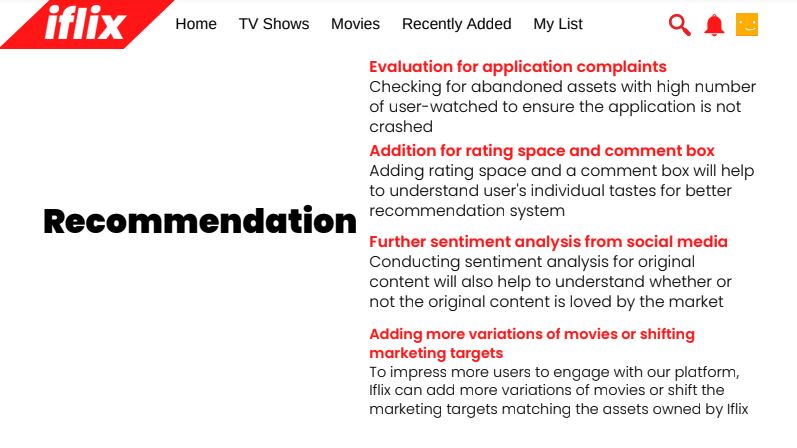 iflix
Home TV Shows Movies Recently Added My List
Recommendation
Evaluation for application complaints
Checking for abandoned assets with high number
of user-watched to ensure the application is not
crashed
Addition for rating space and comment box
Adding rating space and a comment box will help
to understand user's individual tastes for better
recommendation system
Further sentiment analysis from social media
Conducting sentiment analysis for original
content will also help to understand whether or
not the original content is loved by the market
Adding more variations of movies or shifting
marketing targets
To impress more users to engage with our platform,
Iflix can add more variations of movies or shift the
marketing targets matching the assets owned by Iflix